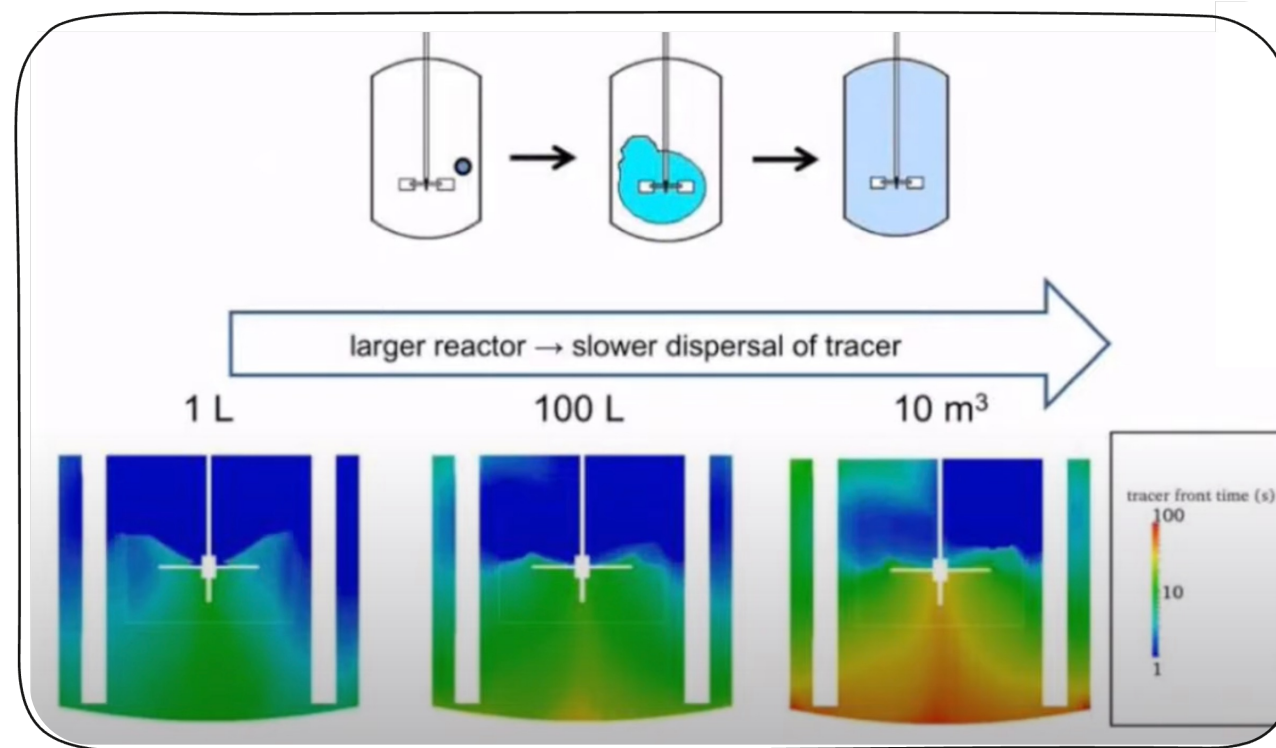 larger reactor → slower dispersal of tracer
1 L
100 L
10 m³
tracer front time (s)
100
10
1